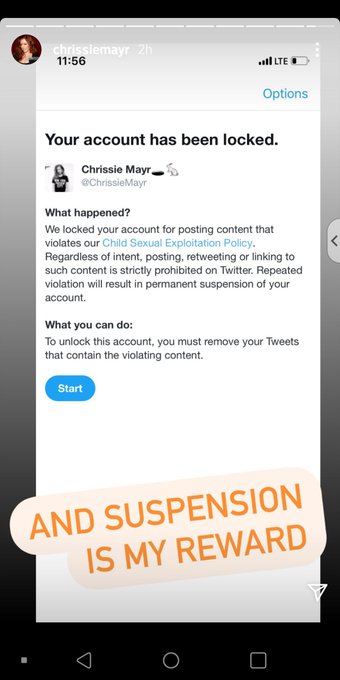 chrissiemayr 2h
11:56
LTE
Options
Your account has been locked.
Chrissie Mayr🕳️🐇
@ChrissieMayr
What happened?
We locked your account for posting content that
violates our Child Sexual Exploitation Policy.
Regardless of intent, posting, retweeting or linking to
such content is strictly prohibited on Twitter. Repeated
violation will result in permanent suspension of your
account.
What you can do:
To unlock this account, you must remove your Tweets
that contain the violating content.
Start
AND SUSPENSION
IS MY REWARD